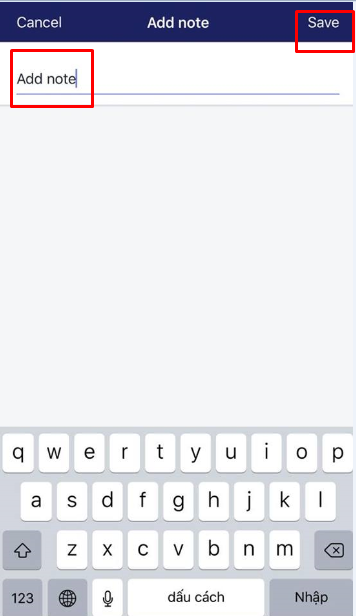 Cancel Add note Save
Add note
q w e r t y u i o p
a s d f g h j k l
z x c v b n m
123 dấu cách Nhập